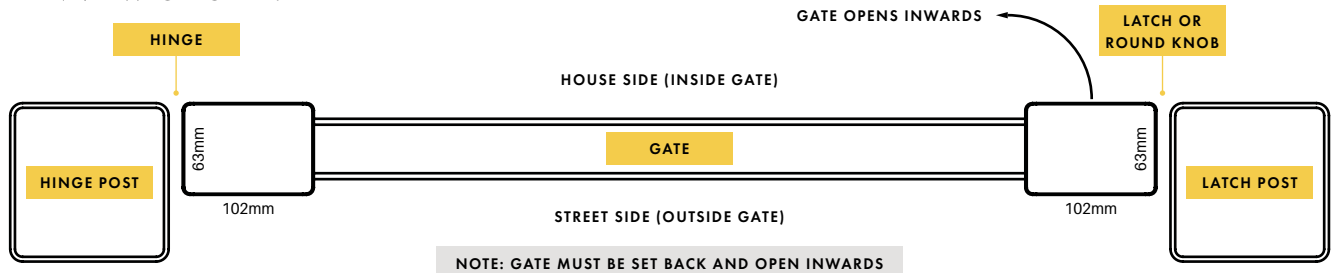 GATE OPENS INWARDS
LATCH OR
ROUND KNOB
HINGE
HOUSE SIDE (INSIDE GATE)
63mm
GATE
63mm
HINGE POST
LATCH POST
102mm
STREET SIDE (OUTSIDE GATE)
102mm
NOTE: GATE MUST BE SET BACK AND OPEN INWARDS